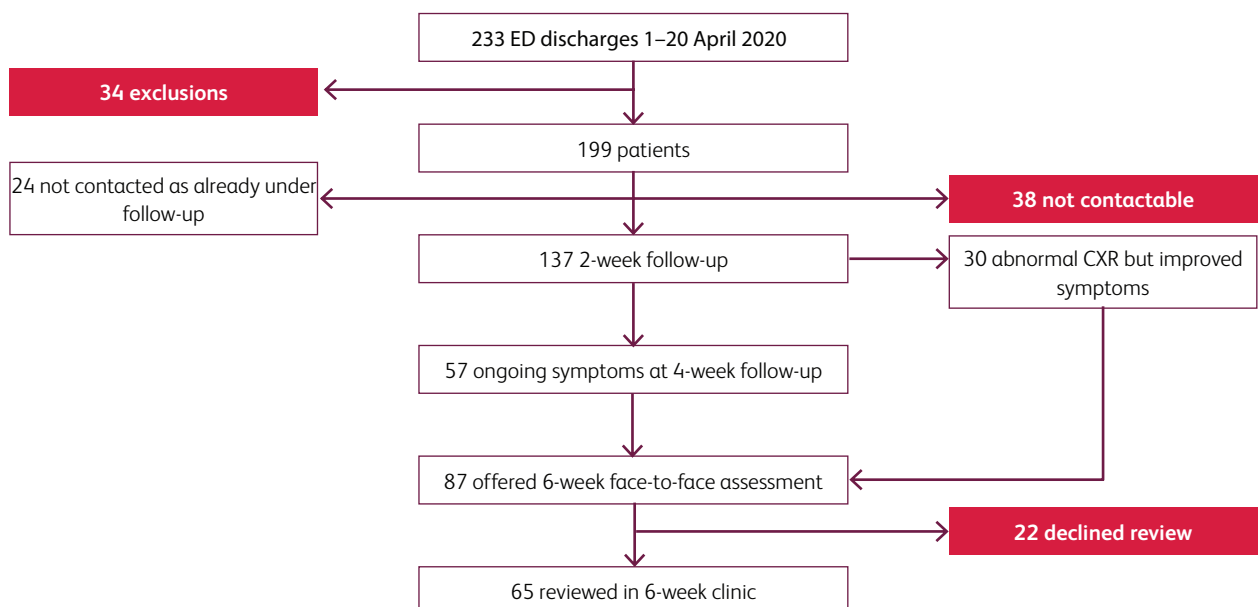 233 ED discharges 1–20 April 2020
34 exclusions
199 patients
24 not contacted as already under
follow-up
38 not contactable
137 2-week follow-up
30 abnormal CXR but improved
symptoms
57 ongoing symptoms at 4-week follow-up
87 offered 6-week face-to-face assessment
22 declined review
65 reviewed in 6-week clinic